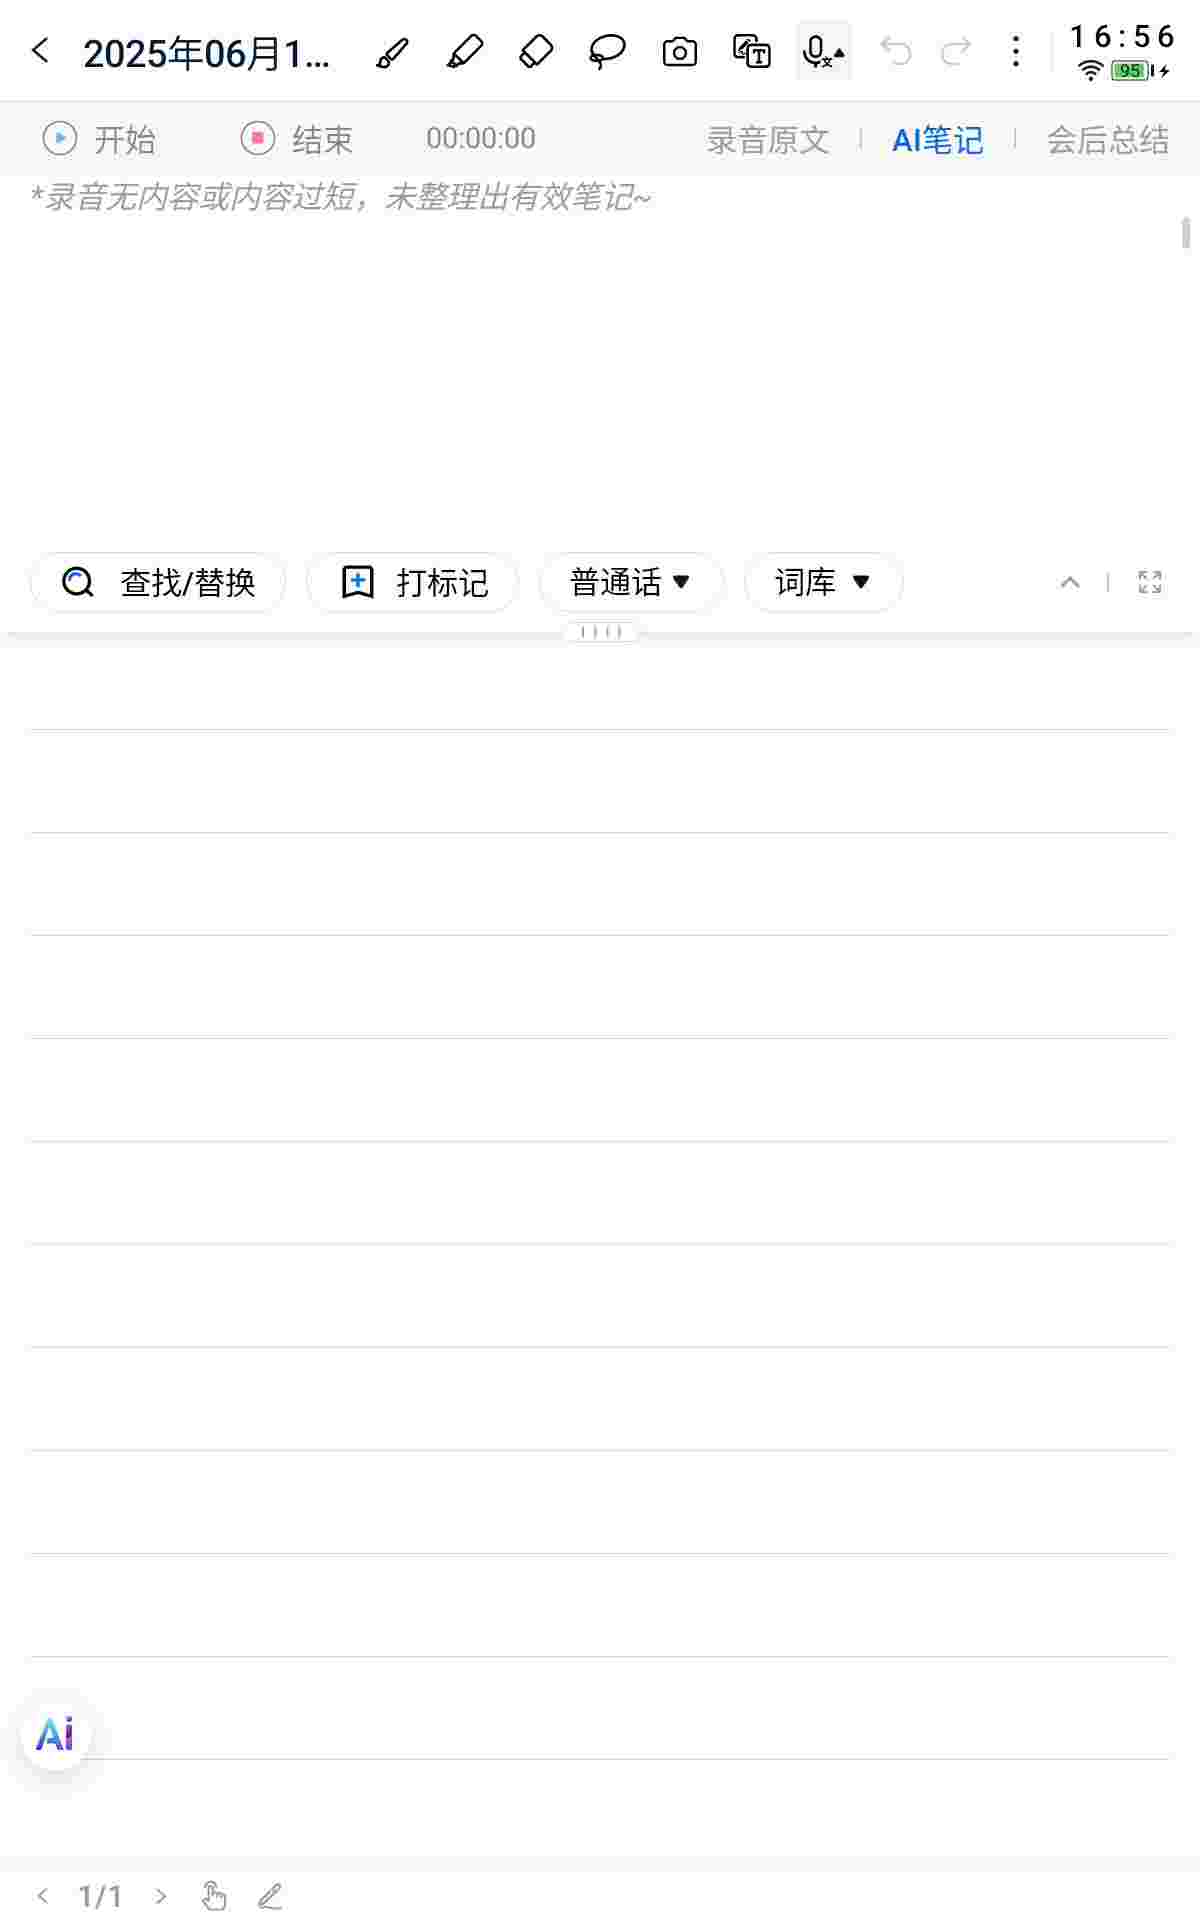 2025年06月1...
16:56
95
开始 结束 00:00:00 录音原文 AI笔记 会后总结
*录音无内容或内容过短，未整理出有效笔记~
查找/替换 打标记 普通话 词库
Ai
1/1